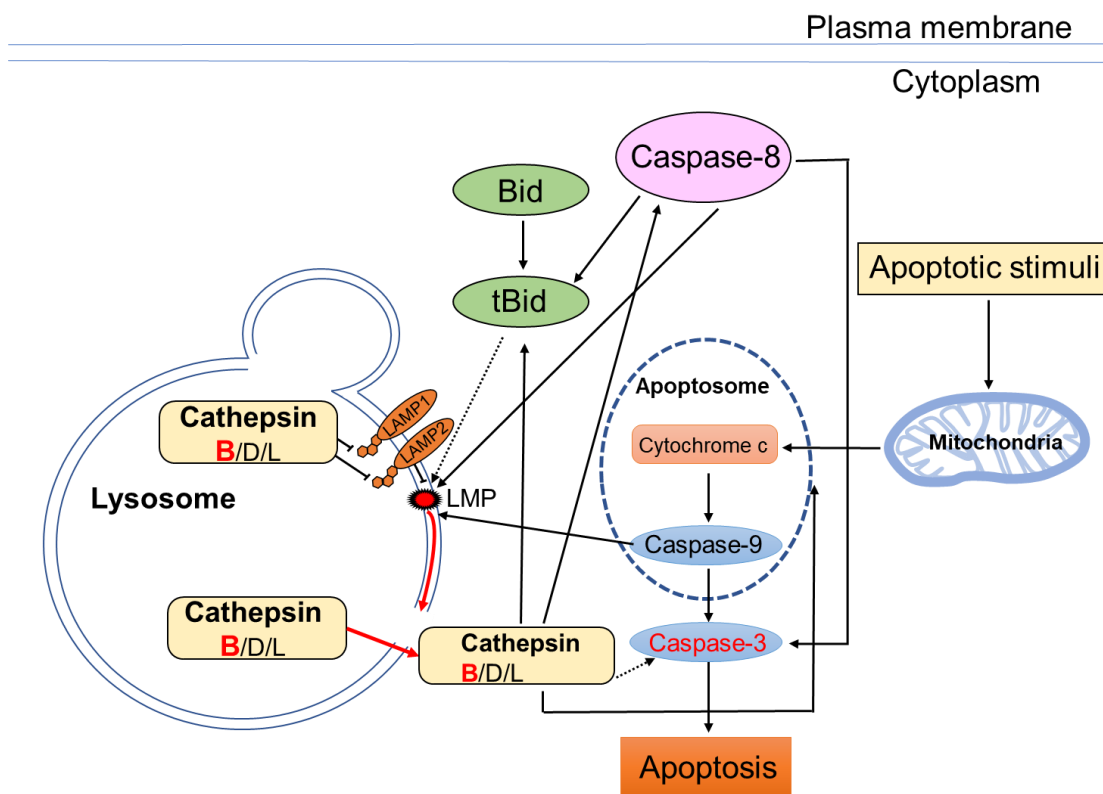 Plasma membrane
Cytoplasm
Caspase-8
Bid
Apoptotic stimuli
tBid
Apoptosome
Cathepsin
B/D/L
LAMP1
LAMP2
Cytochrome c
Mitochondria
Lysosome
LMP
Caspase-9
Cathepsin
B/D/L
Cathepsin
B/D/L
Caspase-3
Apoptosis